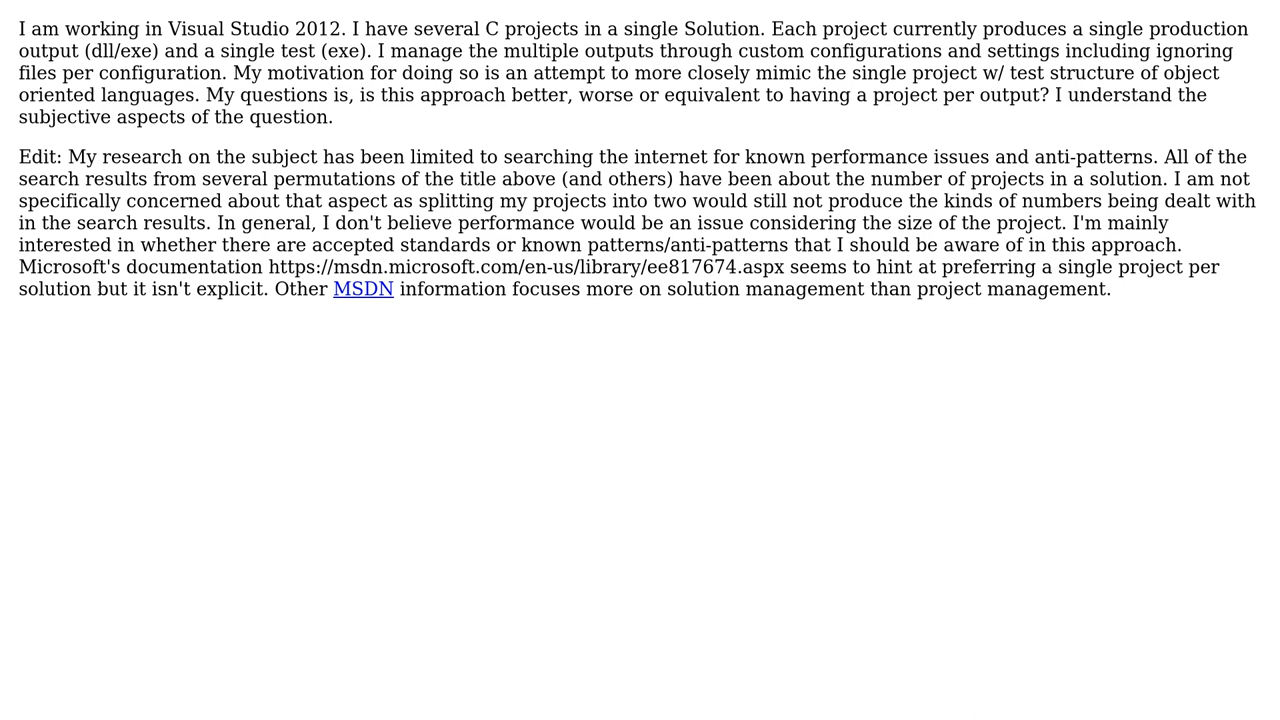 I am working in Visual Studio 2012. I have several C projects in a single Solution. Each project currently produces a single production
output (dll/exe) and a single test (exe). I manage the multiple outputs through custom configurations and settings including ignoring
files per configuration. My motivation for doing so is an attempt to more closely mimic the single project w/ test structure of object
oriented languages. My questions is, is this approach better, worse or equivalent to having a project per output? I understand the
subjective aspects of the question.
Edit: My research on the subject has been limited to searching the internet for known performance issues and anti-patterns. All of the
search results from several permutations of the title above (and others) have been about the number of projects in a solution. I am not
specifically concerned about that aspect as splitting my projects into two would still not produce the kinds of numbers being dealt with
in the search results. In general, I don't believe performance would be an issue considering the size of the project. I'm mainly
interested in whether there are accepted standards or known patterns/anti-patterns that I should be aware of in this approach.
Microsoft's documentation https://msdn.microsoft.com/en-us/library/ee817674.aspx seems to hint at preferring a single project per
solution but it isn't explicit. Other MSDN information focuses more on solution management than project management.